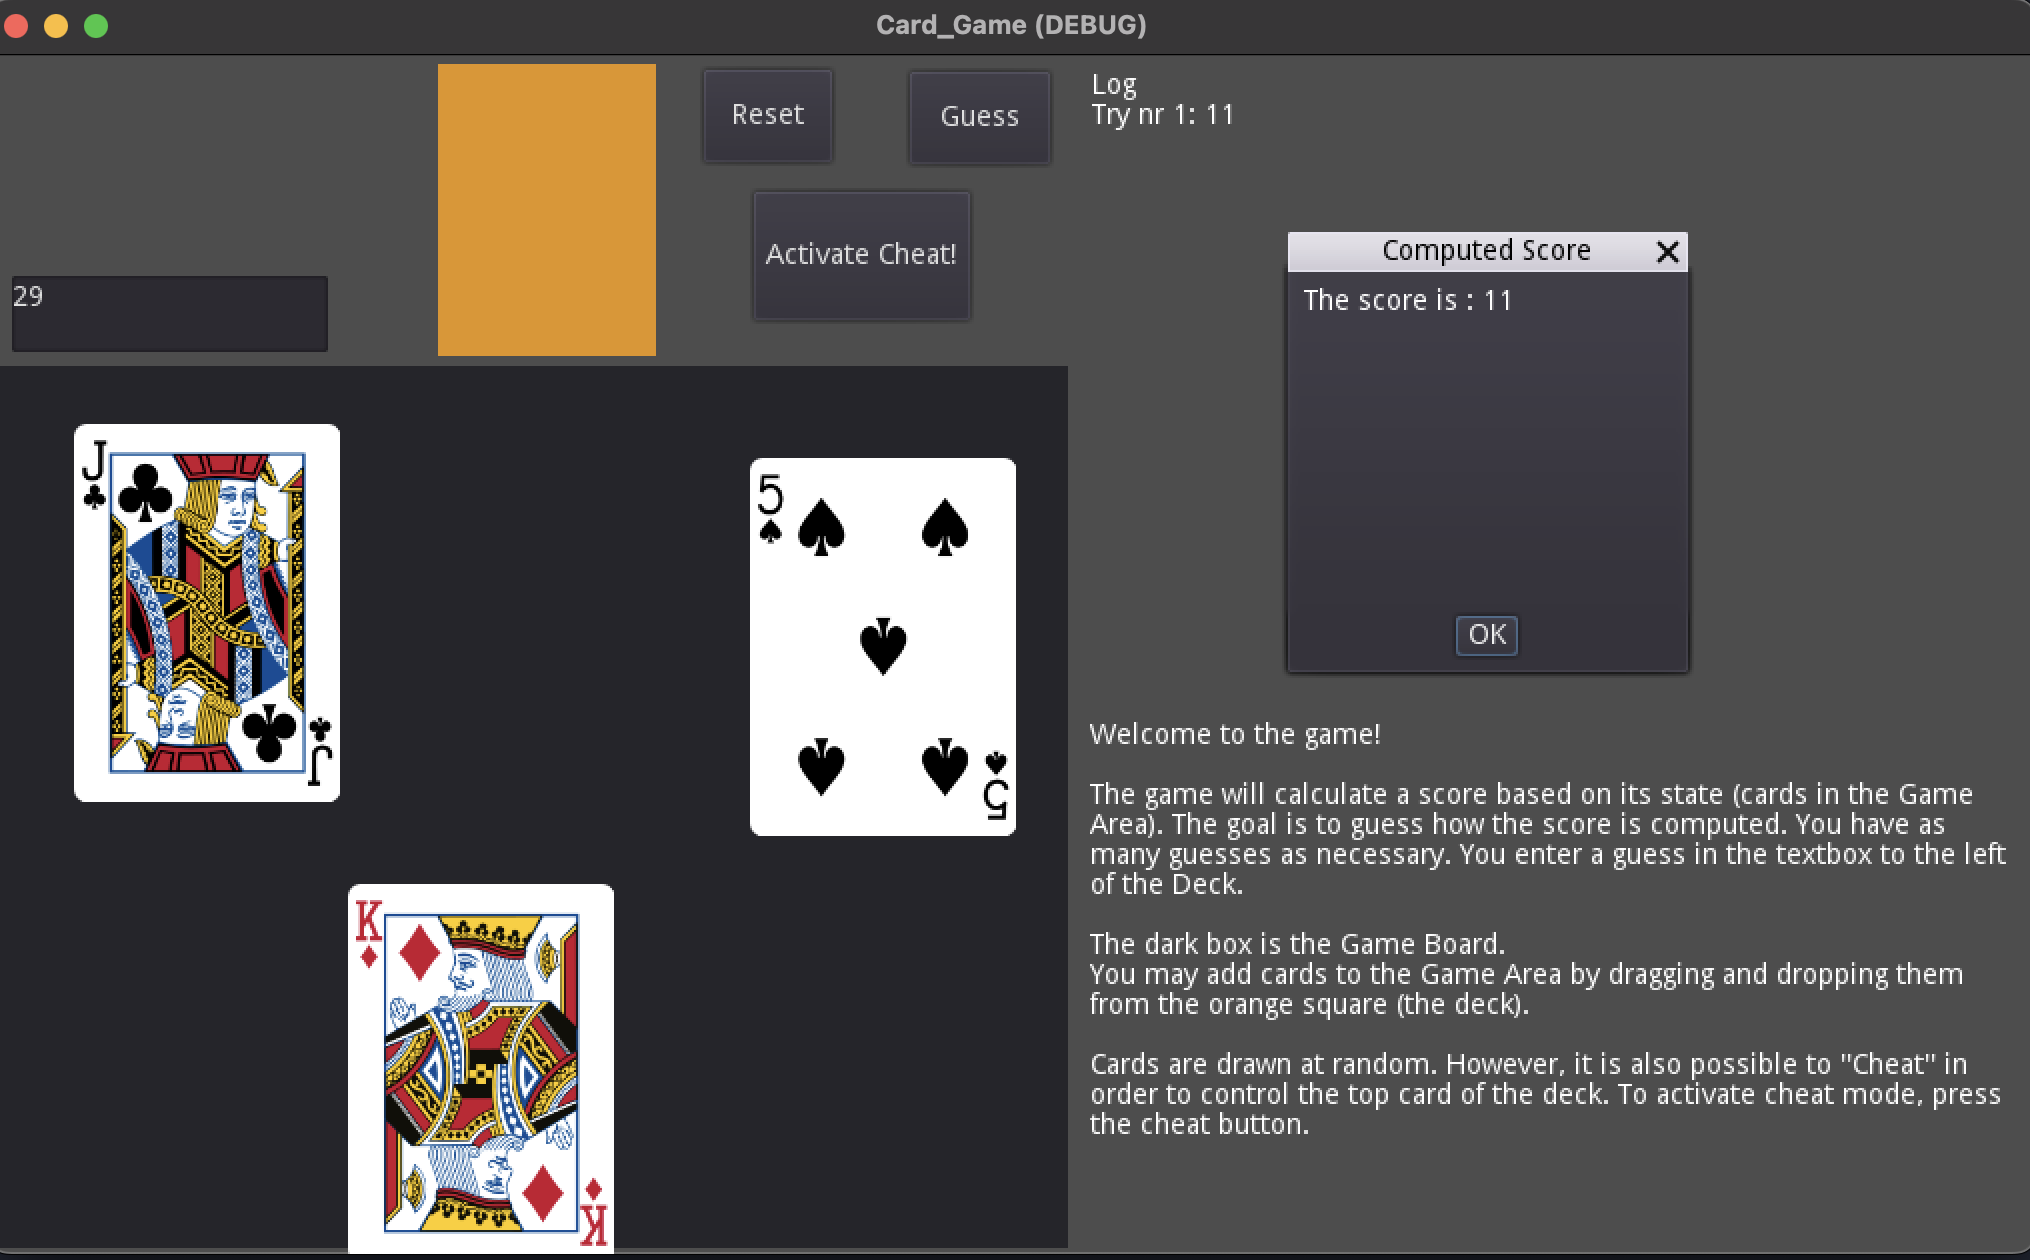 Card_Game (DEBUG)
Reset
Guess
Log
Try nr 1: 11
Activate Cheat!
29
Computed Score
The score is : 11
OK
J
J
5
5
K
K
Welcome to the game!
The game will calculate a score based on its state (cards in the Game
Area). The goal is to guess how the score is computed. You have as
many guesses as necessary. You enter a guess in the textbox to the left
of the Deck.
The dark box is the Game Board.
You may add cards to the Game Area by dragging and dropping them
from the orange square (the deck).
Cards are drawn at random. However, it is also possible to "Cheat" in
order to control the top card of the deck. To activate cheat mode, press
the cheat button.